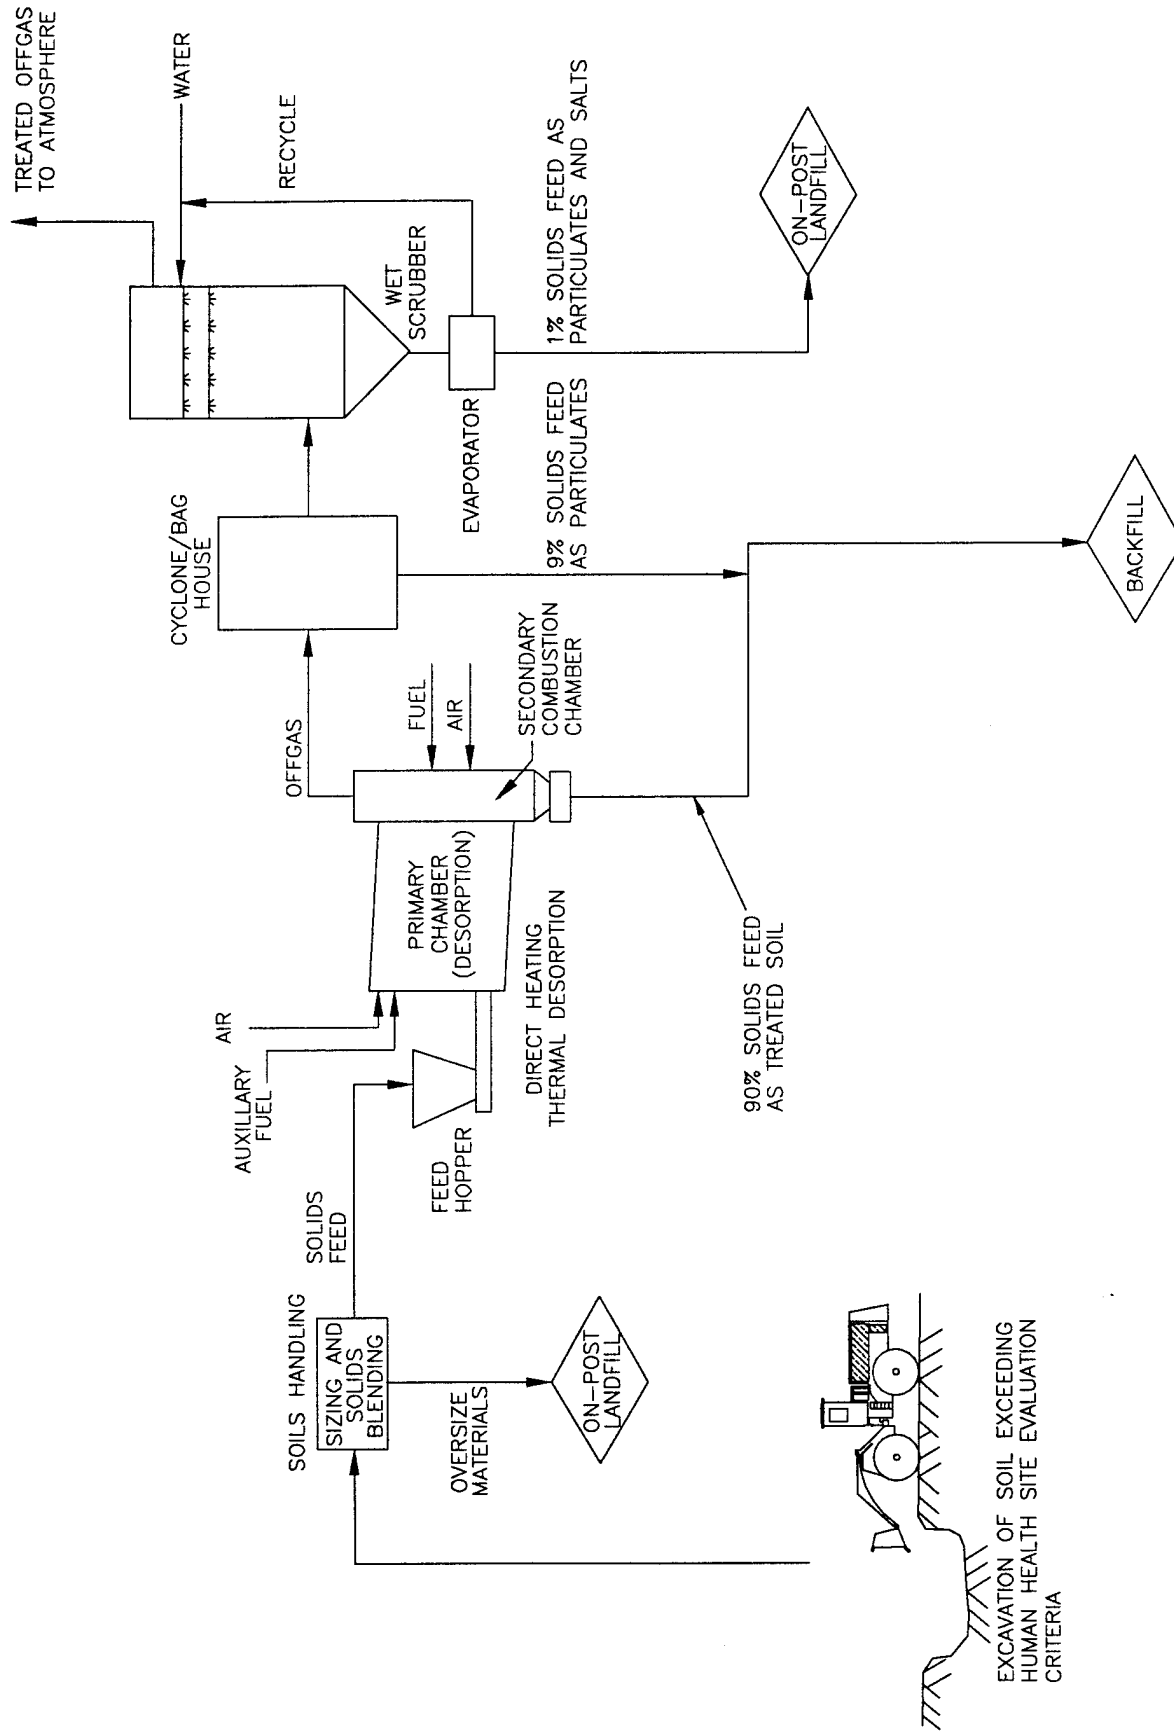 EXCAVATION OF SOIL EXCEEDING
HUMAN HEALTH SITE EVALUATION
CRITERIA
SOILS HANDLING
SIZING AND
SOLIDS
BLENDING
OVERSIZE
MATERIALS
ON-POST
LANDFILL
SOLIDS
FEED
FEED
HOPPER
AUXILLARY
FUEL
AIR
PRIMARY
CHAMBER
(DESORPTION)
DIRECT HEATING
THERMAL DESORPTION
90% SOLIDS FEED
AS TREATED SOIL
OFFGAS
FUEL
AIR
SECONDARY
COMBUSTION
CHAMBER
CYCLONE/BAG
HOUSE
9% SOLIDS FEED
AS PARTICULATES
BACKFILL
WET
SCRUBBER
EVAPORATOR
1% SOLIDS FEED AS
PARTICULATES AND SALTS
ON-POST
LANDFILL
RECYCLE
WATER
TREATED OFFGAS
TO ATMOSPHERE